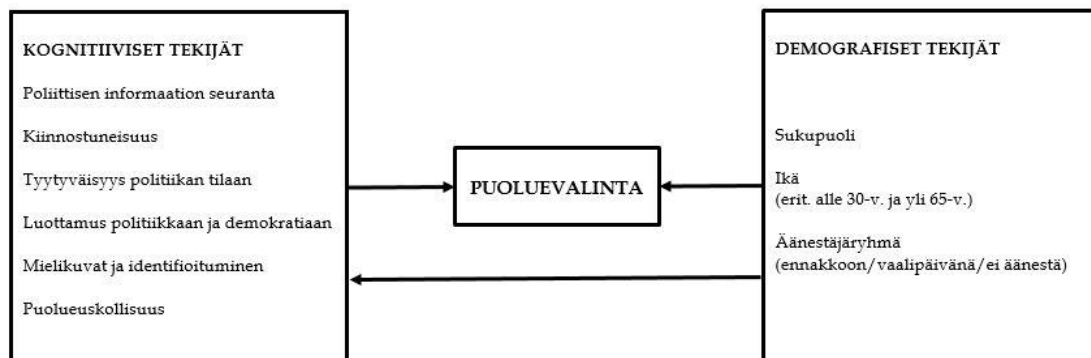 KOGNITIIVISET TEKIJÄT
Poliittisen informaation seuranta
Kiinnostuneisuus
Tyytyväisyys politiikan tilaan
Luottamus politiikkaan ja demokratiaan
Mielikuvat ja identifioituminen
Puolueuskollisuus
PUOLUEVALINTA
DEMOGRAFISET TEKIJÄT
Sukupuoli
Ikä
(erit. alle 30-v. ja yli 65-v.)
Äänestäjäryhmä
(ennakkoon/vaalipäivänä/ei äänestä)